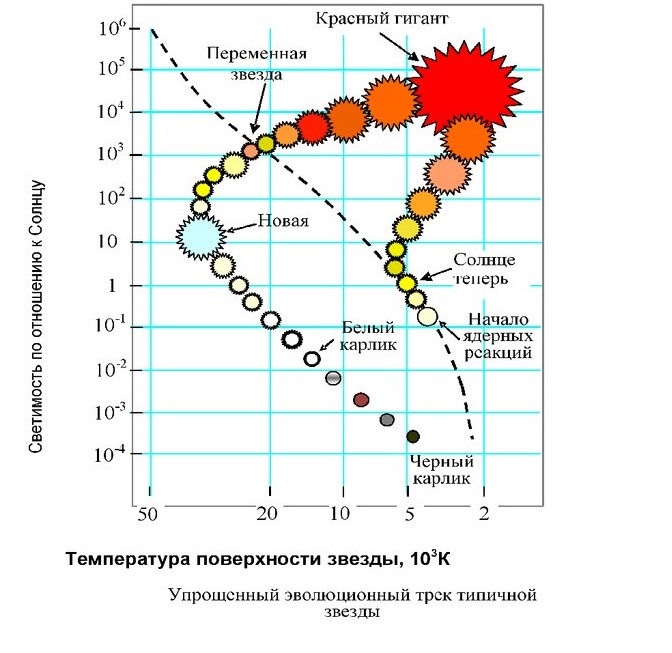 Красный гигант
Переменная
звезда
10⁶
10⁵
10⁴
10³
10²
10
1
10⁻¹
10⁻²
10⁻³
10⁻⁴
Светимость по отношению к Солнцу
Новая
Солнце
теперь
Начало
ядерных
реакций
Белый
карлик
Черный
карлик
50 20 10 5 2
Температура поверхности звезды, 10³К
Упрощенный эволюционный трек типичной
звезды